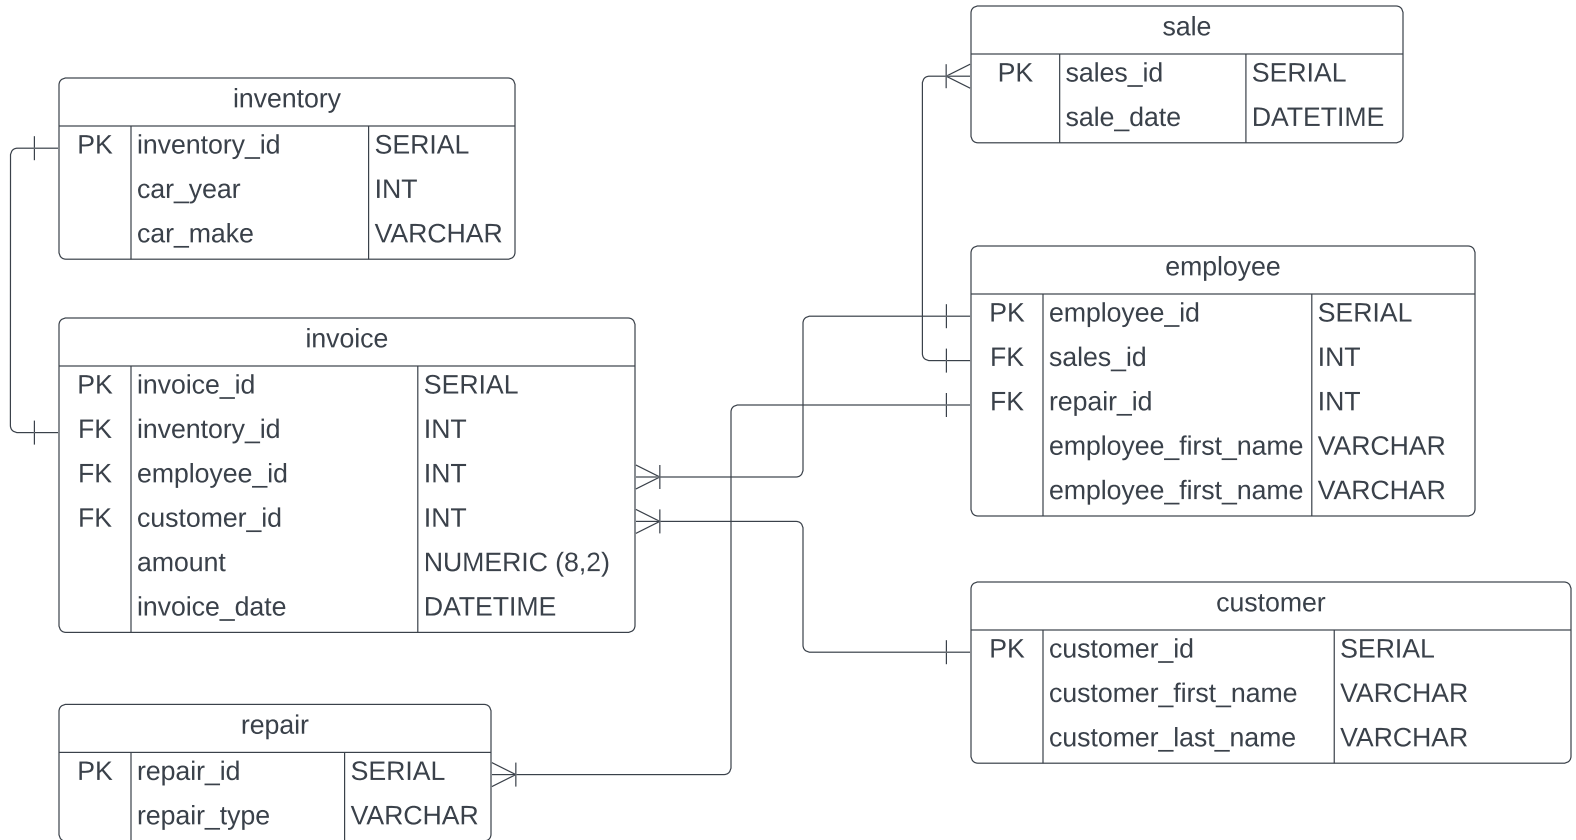 sale
PK sales_id SERIAL
sale_date DATETIME
inventory
PK inventory_id SERIAL
car_year INT
car_make VARCHAR
employee
PK employee_id SERIAL
FK sales_id INT
FK repair_id INT
employee_first_name VARCHAR
employee_first_name VARCHAR
invoice
PK invoice_id SERIAL
FK inventory_id INT
FK employee_id INT
FK customer_id INT
amount NUMERIC (8,2)
invoice_date DATETIME
customer
PK customer_id SERIAL
customer_first_name VARCHAR
customer_last_name VARCHAR
repair
PK repair_id SERIAL
repair_type VARCHAR